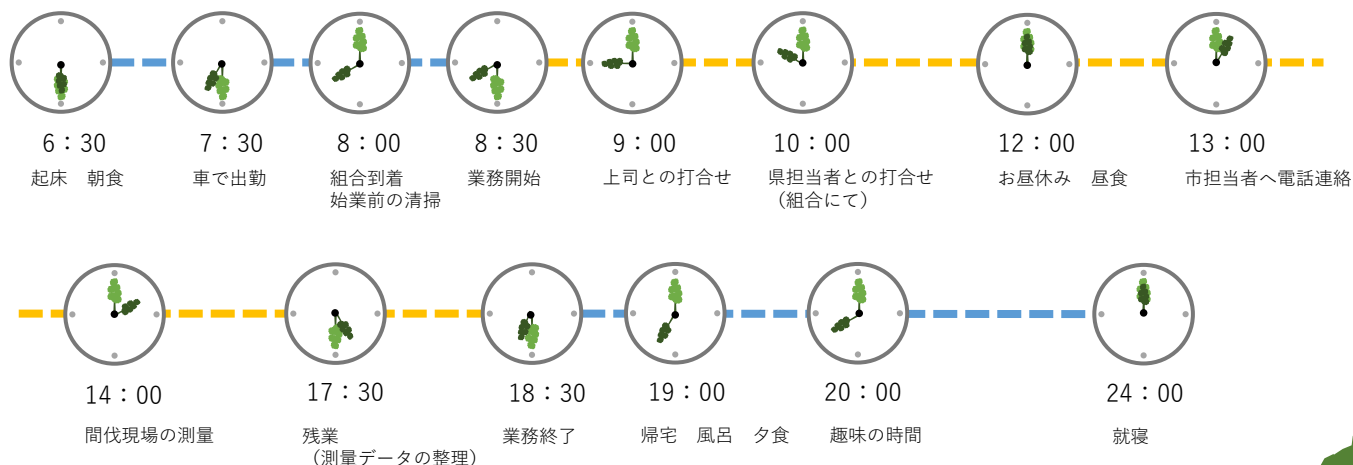 6：30
7：30
8：00
8：30
9：00
10：00
12：00
13：00
起床　朝食
車で出勤
組合到着
始業前の清掃
業務開始
上司との打合せ
県担当者との打合せ
（組合にて）
お昼休み　昼食
市担当者へ電話連絡
14：00
17：30
18：30
19：00
20：00
24：00
間伐現場の測量
残業
（測量データの整理）
業務終了
帰宅　風呂　夕食
趣味の時間
就寝